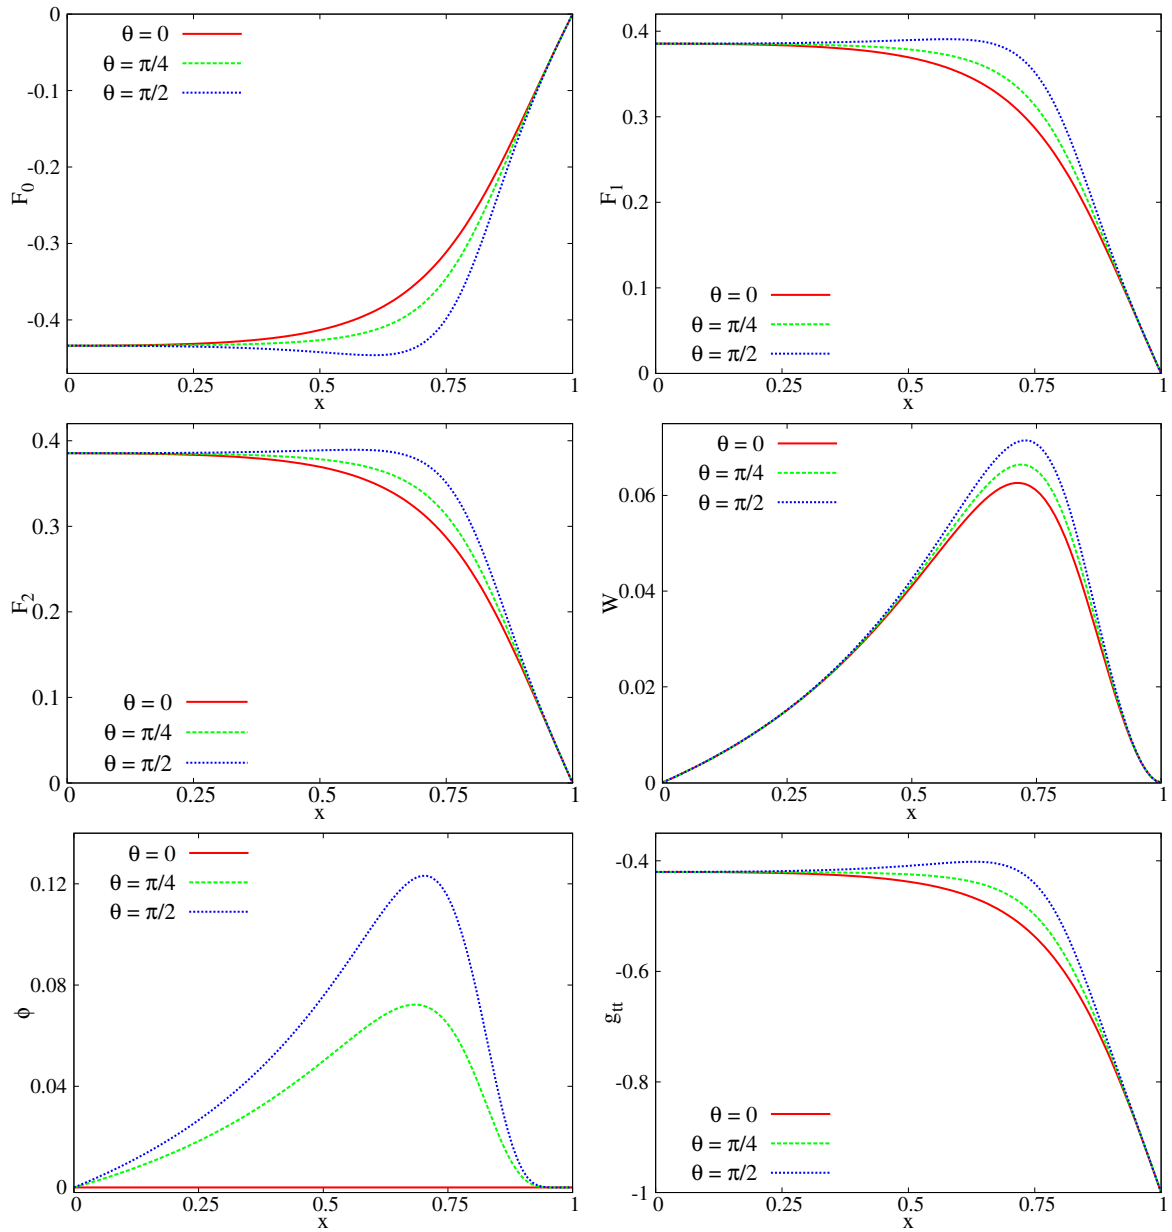 0
-0.1
-0.2
-0.3
-0.4
F0
θ = 0
θ = π/4
θ = π/2
0 0.25 0.5 0.75 1
x
0.4
0.3
0.2
0.1
0
F1
θ = 0
θ = π/4
θ = π/2
0 0.25 0.5 0.75 1
x
0.4
0.3
0.2
0.1
0
F2
θ = 0
θ = π/4
θ = π/2
0 0.25 0.5 0.75 1
x
0.06
0.04
0.02
0
W
θ = 0
θ = π/4
θ = π/2
0 0.25 0.5 0.75 1
x
0.12
0.08
0.04
0
ϕ
θ = 0
θ = π/4
θ = π/2
0 0.25 0.5 0.75 1
x
-0.4
-0.6
-0.8
-1
gtt
θ = 0
θ = π/4
θ = π/2
0 0.25 0.5 0.75 1
x